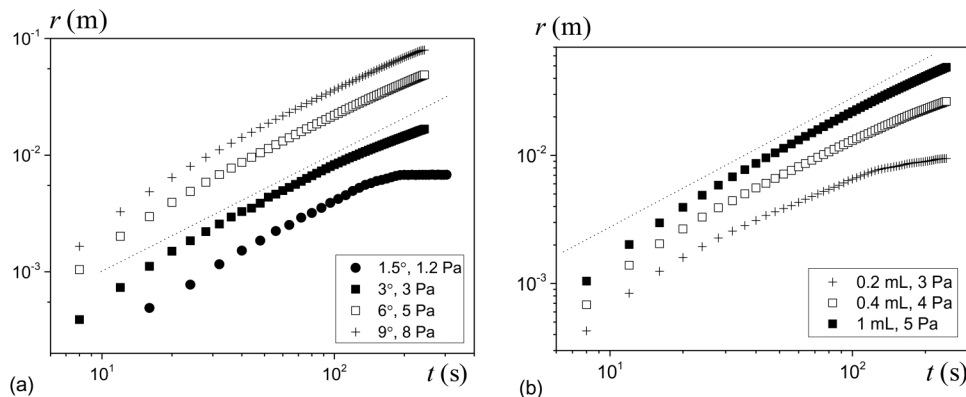 r (m)
10⁻¹
10⁻²
10⁻³
10¹
10²
t (s)
1.5°, 1.2 Pa
3°, 3 Pa
6°, 5 Pa
9°, 8 Pa
(a)
r (m)
10⁻²
10⁻³
10¹
10²
t (s)
0.2 mL, 3 Pa
0.4 mL, 4 Pa
1 mL, 5 Pa
(b)